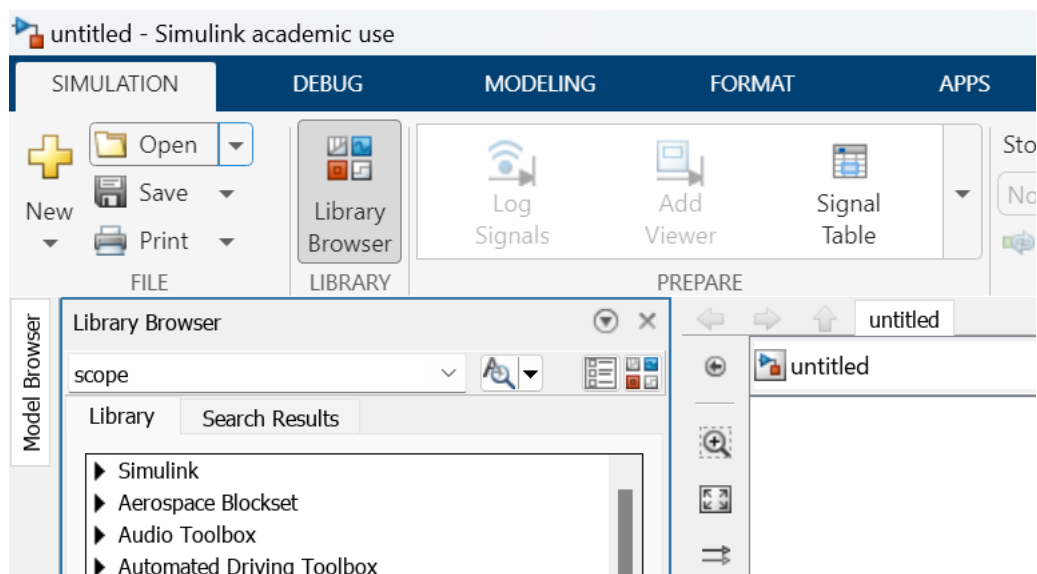 untitled - Simulink academic use
SIMULATION DEBUG MODELING FORMAT APPS
New
Open
Save
Print
FILE
Library
Browser
LIBRARY
Log
Signals
Add
Viewer
Signal
Table
PREPARE
Sto
No
Model Browser
Library Browser
scope
Library Search Results
Simulink
Aerospace Blockset
Audio Toolbox
Automated Driving Toolbox
untitled
untitled